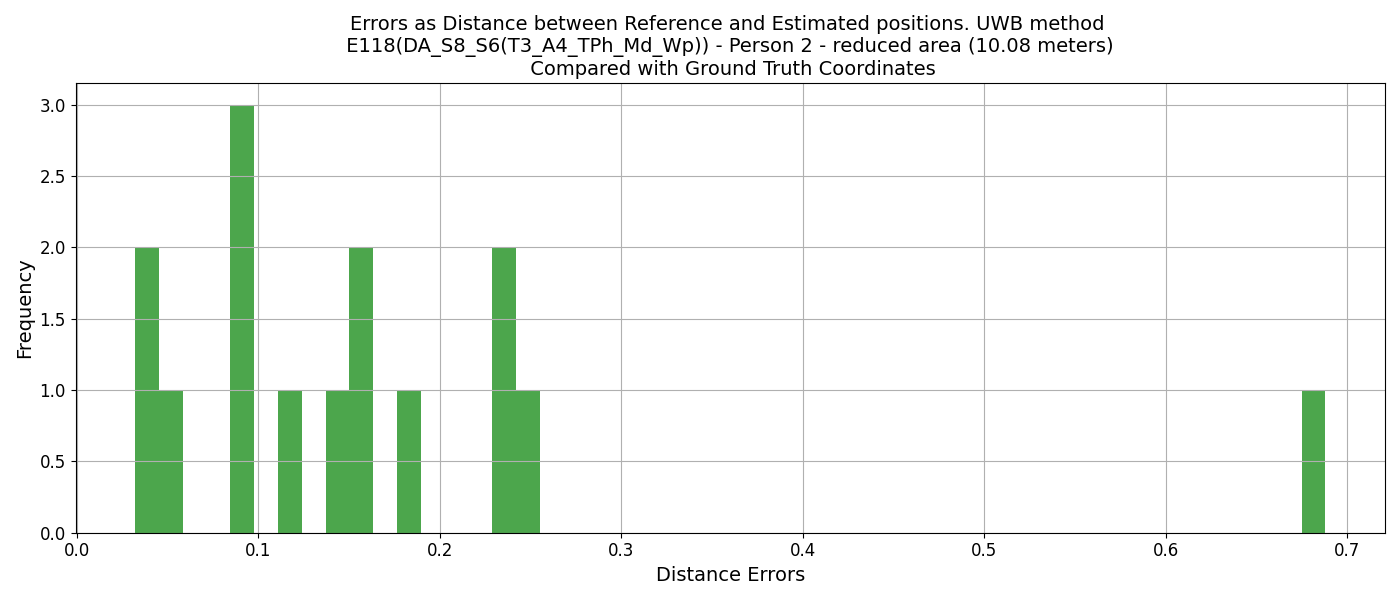 Errors as Distance between Reference and Estimated positions. UWB method
E118(DA_S8_S6(T3_A4_TPh_Md_Wp)) - Person 2 - reduced area (10.08 meters)
Compared with Ground Truth Coordinates
Frequency
3.0
2.5
2.0
1.5
1.0
0.5
0.0
0.0 0.1 0.2 0.3 0.4 0.5 0.6 0.7
Distance Errors